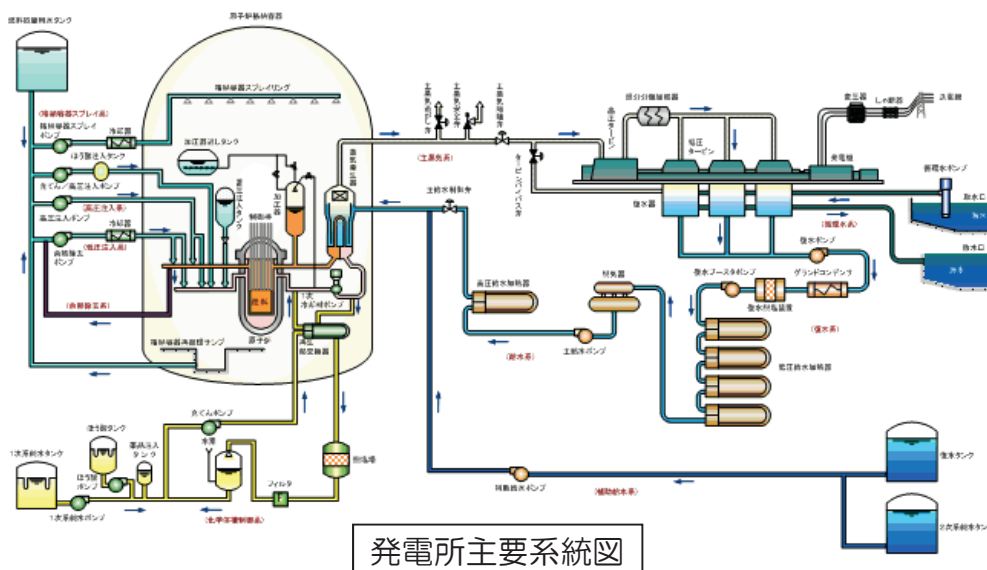 燃料取替用水タンク
原子炉格納容器
格納容器スプレイリング
(格納容器スプレイ系)
格納容器スプレイ
ポンプ
冷却器
ほう酸注入タンク
充てん/高圧注入ポンプ
(高圧注入系)
高圧注入ポンプ
冷却器
(低圧注入系)
余熱除去
ポンプ
(余熱除去系)
加圧器逃しタンク
蓄圧注入タンク
加圧器
蒸気発生器
制御棒
燃料
原子炉
1次
冷却材ポンプ
再生
熱交換器
格納容器再循環サンプ
主蒸気逃がし弁
主蒸気安全弁
主蒸気隔離弁
(主蒸気系)
タービンバイパス弁
主給水制御弁
高圧タービン
湿分分離加熱器
低圧
タービン
発電機
変圧器
しゃ断器
送電線
復水器
循環水ポンプ
取水口
海水
(循環水系)
放水口
海水
復水ポンプ
グランドコンデンサ
復水ブースタポンプ
復水脱塩装置
(復水系)
低圧給水加熱器
脱気器
高圧給水加熱器
主給水ポンプ
(給水系)
充てんポンプ
水素
ほう酸タンク
薬品注入
タンク
1次系純水タンク
ほう酸
ポンプ
1次系純水ポンプ
(化学体積制御系)
フィルタ
脱塩塔
補助給水ポンプ
(補助給水系)
復水タンク
2次系純水タンク
発電所主要系統図